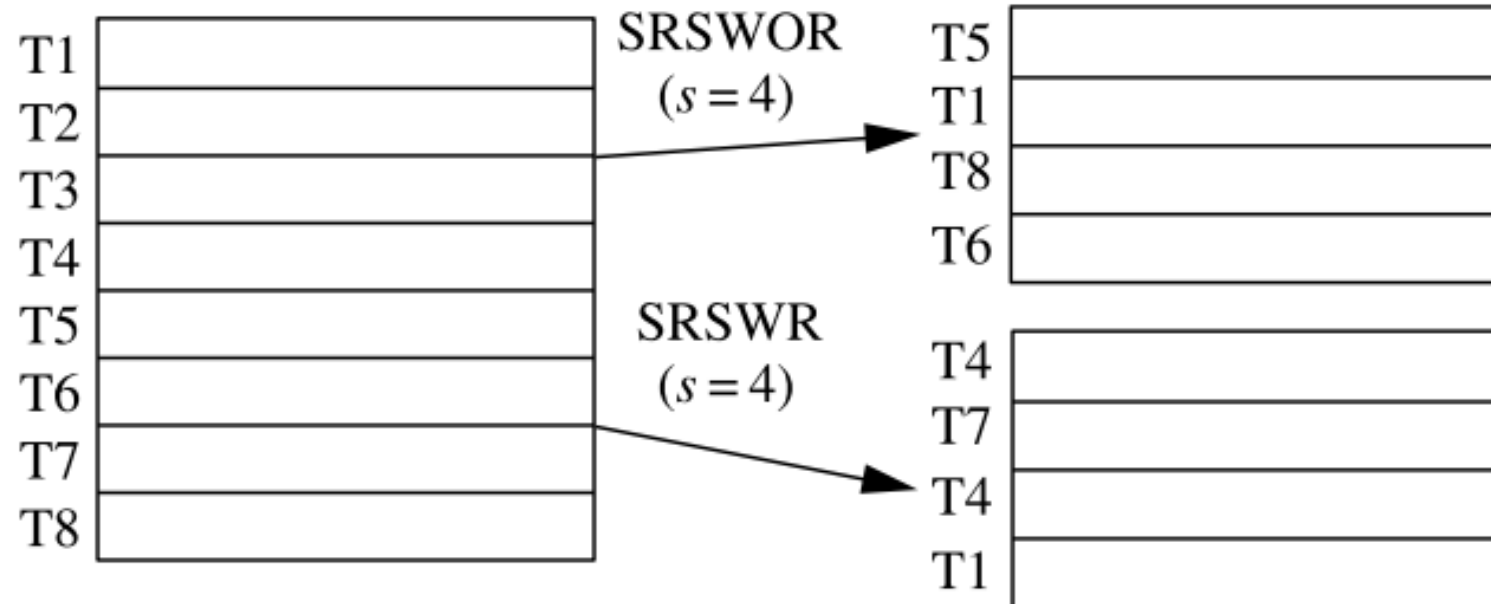 T1
T2
T3
T4
T5
T6
T7
T8
SRSWOR
(s = 4)
SRSWR
(s = 4)
T5
T1
T8
T6
T4
T7
T4
T1